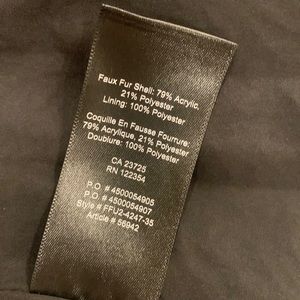 Faux Fur Shell: 79% Acrylic,
21% Polyester
Lining: 100% Polyester
Coquille En Fausse Fourrure:
79% Acrylique, 21% Polyester
Doublure: 100% Polyester
CA 23725
RN 122354
P.O # 4500054905
P.O # 4500054907
Style # FFU2-4247-35
Article # 56942